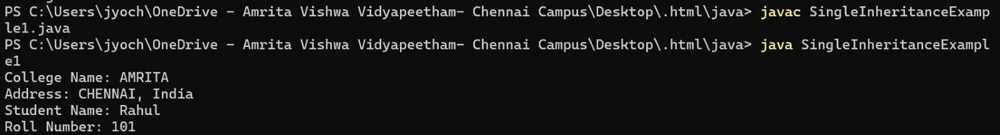 PS C:\Users\jyoch\OneDrive - Amrita Vishwa Vidyapeetham- Chennai Campus\Desktop\.html\java> javac SingleInheritanceExamp
le1.java
PS C:\Users\jyoch\OneDrive - Amrita Vishwa Vidyapeetham- Chennai Campus\Desktop\.html\java> java SingleInheritanceExampl
e1
College Name: AMRITA
Address: CHENNAI, India
Student Name: Rahul
Roll Number: 101